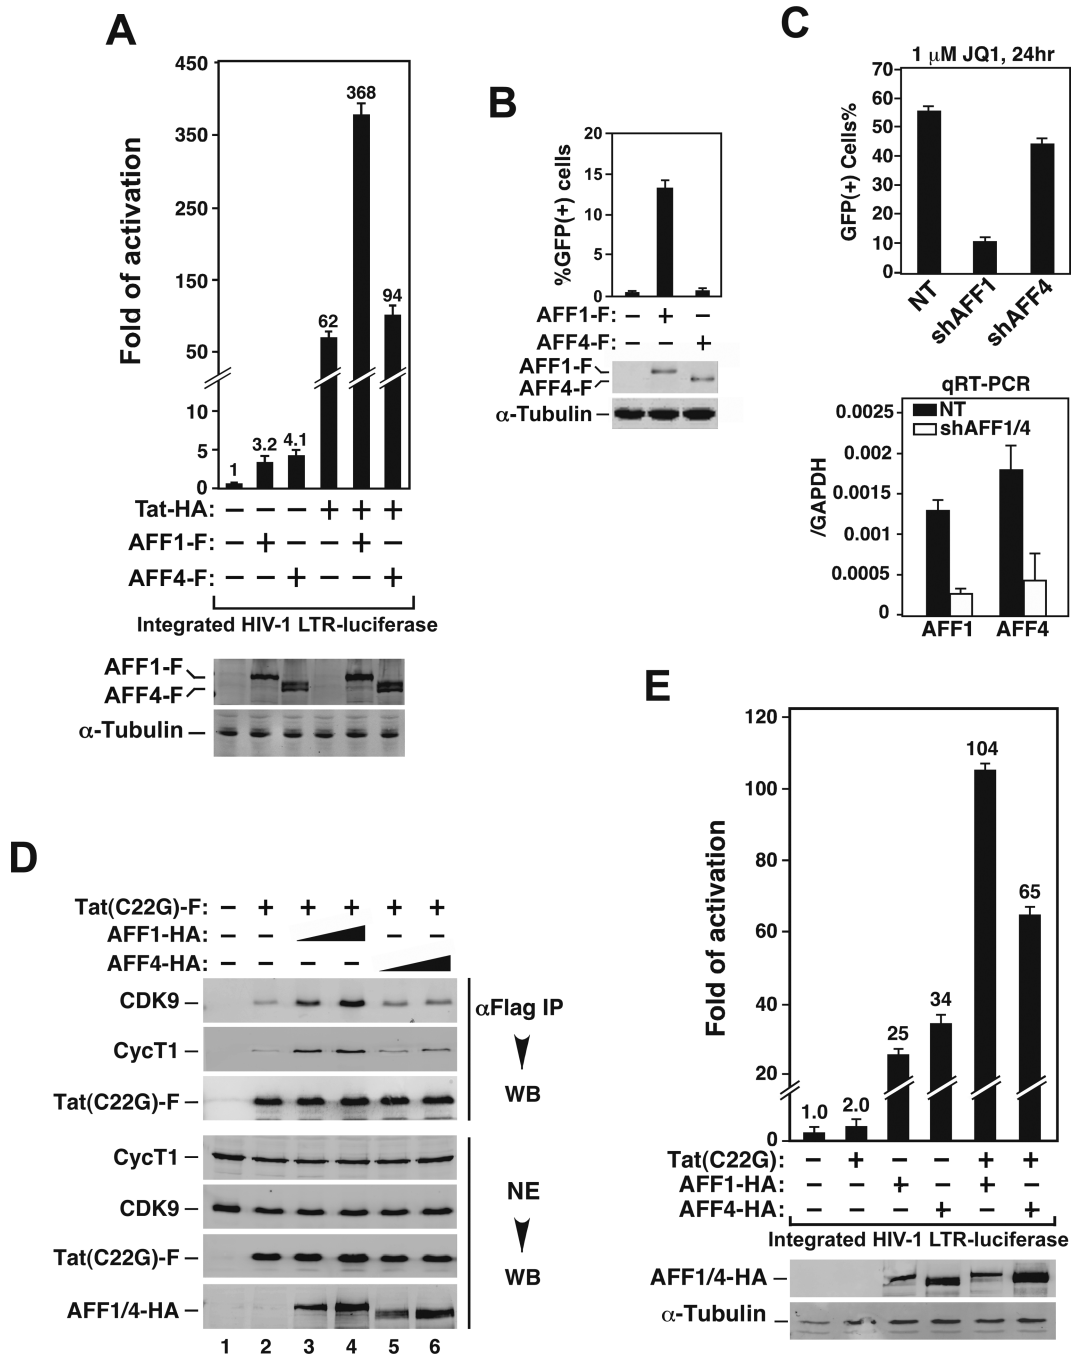 A
450
350
250
150
50
10
5
0
Fold of activation
1
3.2
4.1
62
368
94
Tat-HA: – – – + + +
AFF1-F: – + – – + –
AFF4-F: – – + – – +
Integrated HIV-1 LTR-luciferase
AFF1-F
AFF4-F
α-Tubulin –
B
20
15
10
5
0
%GFP(+) cells
AFF1-F: – + –
AFF4-F: – – +
AFF1-F
AFF4-F
α-Tubulin –
C
1 μM JQ1, 24hr
70
60
50
40
30
20
10
0
GFP(+) Cells%
NT
shAFF1
shAFF4
qRT-PCR
NT
shAFF1/4
0.0025
0.002
0.0015
0.001
0.0005
0
/GAPDH
AFF1 AFF4
D
Tat(C22G)-F: – + + + + +
AFF1-HA: – – – –
AFF4-HA: – – – –
CDK9 –
CycT1 –
Tat(C22G)-F –
αFlag IP
WB
CycT1 –
CDK9 –
Tat(C22G)-F –
AFF1/4-HA –
NE
WB
1 2 3 4 5 6
E
120
100
80
60
40
20
0
Fold of activation
1.0
2.0
25
34
104
65
Tat(C22G): – + – – + +
AFF1-HA: – – + – + –
AFF4-HA: – – – + – +
Integrated HIV-1 LTR-luciferase
AFF1/4-HA –
α-Tubulin –